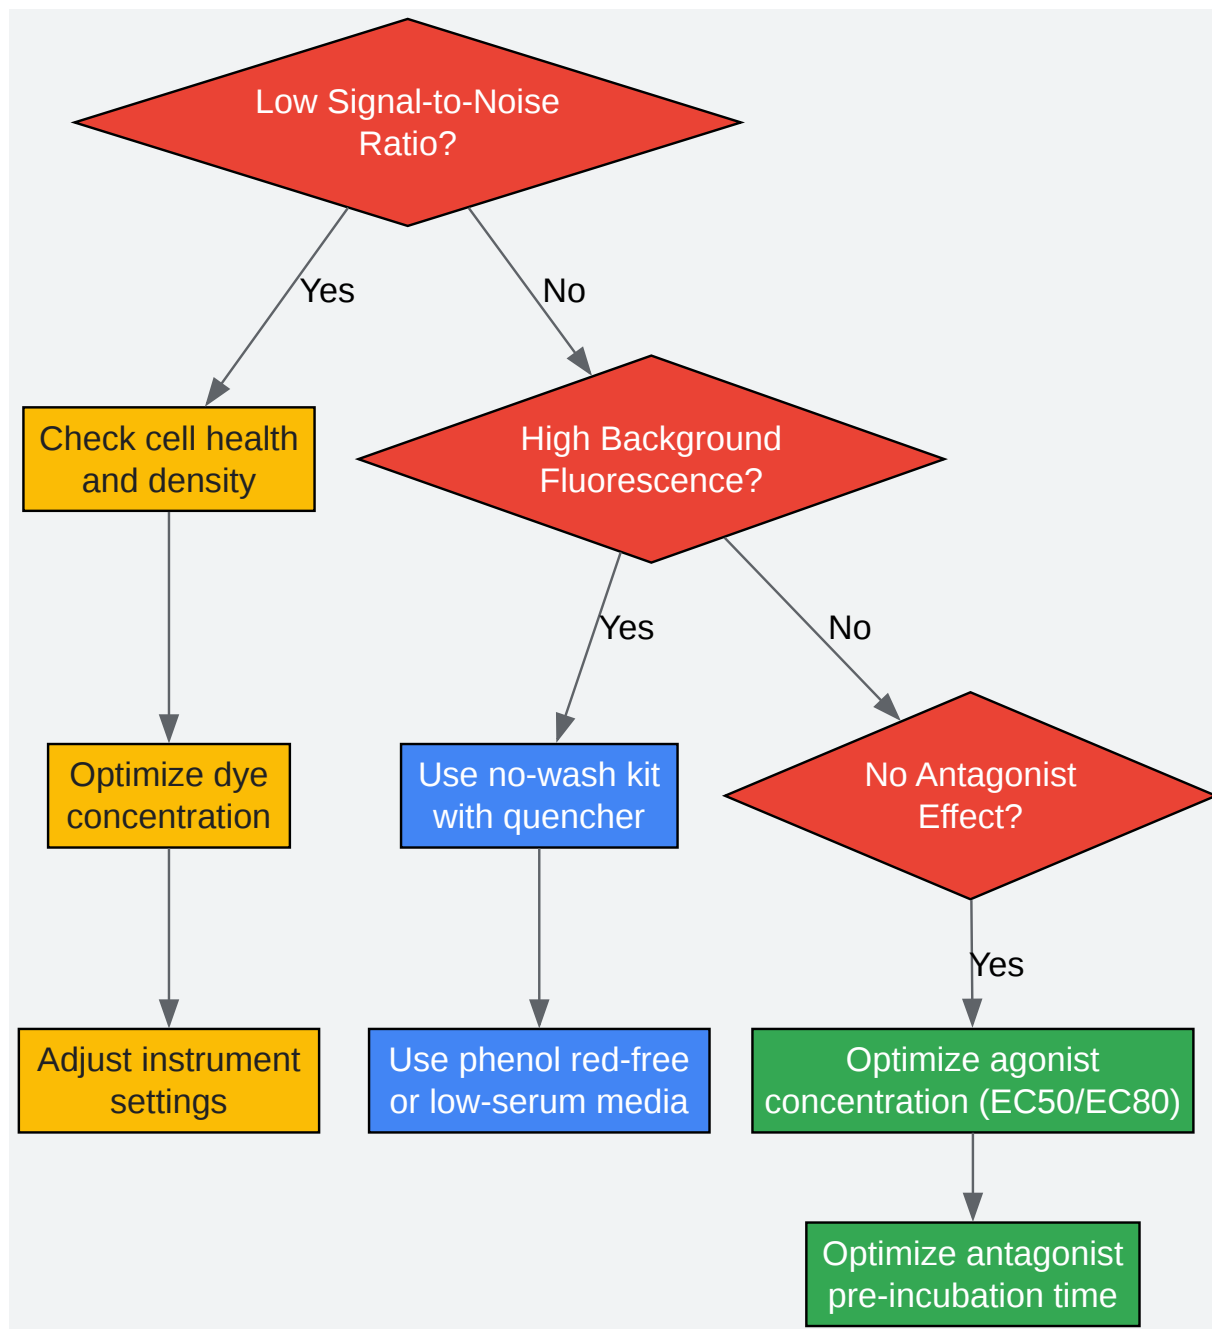 Low Signal-to-Noise
Ratio?
Yes
No
Check cell health
and density
High Background
Fluorescence?
Yes
No
Optimize dye
concentration
Use no-wash kit
with quencher
No Antagonist
Effect?
Yes
Adjust instrument
settings
Use phenol red-free
or low-serum media
Optimize agonist
concentration (EC50/EC80)
Optimize antagonist
pre-incubation time